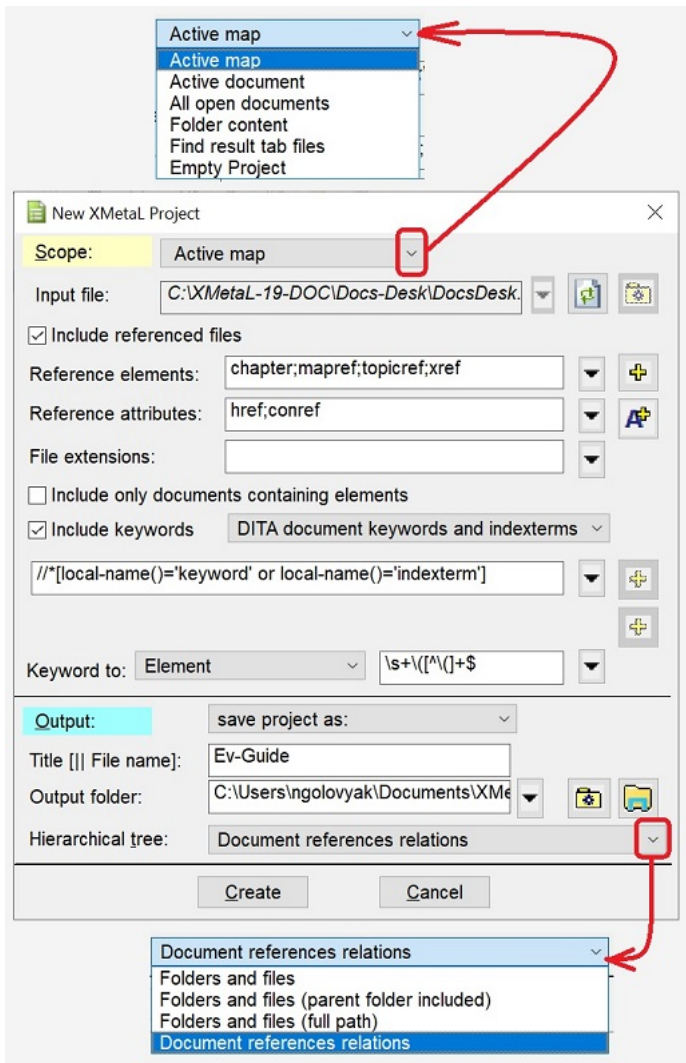 Active map
Active map
Active document
All open documents
Folder content
Find result tab files
Empty Project
New XMetaL Project
Scope: Active map
Input file: C:\XMetaL-19-DOC\Docs-Desk\DocsDesk.
Include referenced files
Reference elements: chapter;mapref;topicref;xref
Reference attributes: href;conref
File extensions:
Include only documents containing elements
Include keywords DITA document keywords and indexterms
//*[local-name()='keyword' or local-name()='indexterm']
Keyword to: Element \s+\([^\(]+$
Output: save project as:
Title [|| File name]: Ev-Guide
Output folder: C:\Users\ngolovyak\Documents\XMe
Hierarchical tree: Document references relations
Create Cancel
Document references relations
Folders and files
Folders and files (parent folder included)
Folders and files (full path)
Document references relations